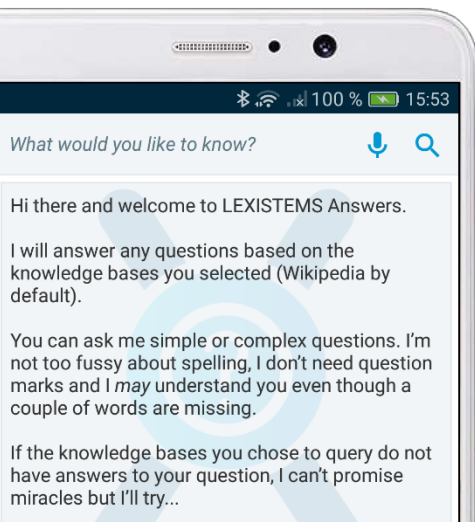 100 % 15:53
What would you like to know?
Hi there and welcome to LEXISTEMS Answers.
I will answer any questions based on the
knowledge bases you selected (Wikipedia by
default).
You can ask me simple or complex questions. I'm
not too fussy about spelling, I don't need question
marks and I may understand you even though a
couple of words are missing.
If the knowledge bases you chose to query do not
have answers to your question, I can't promise
miracles but I'll try...